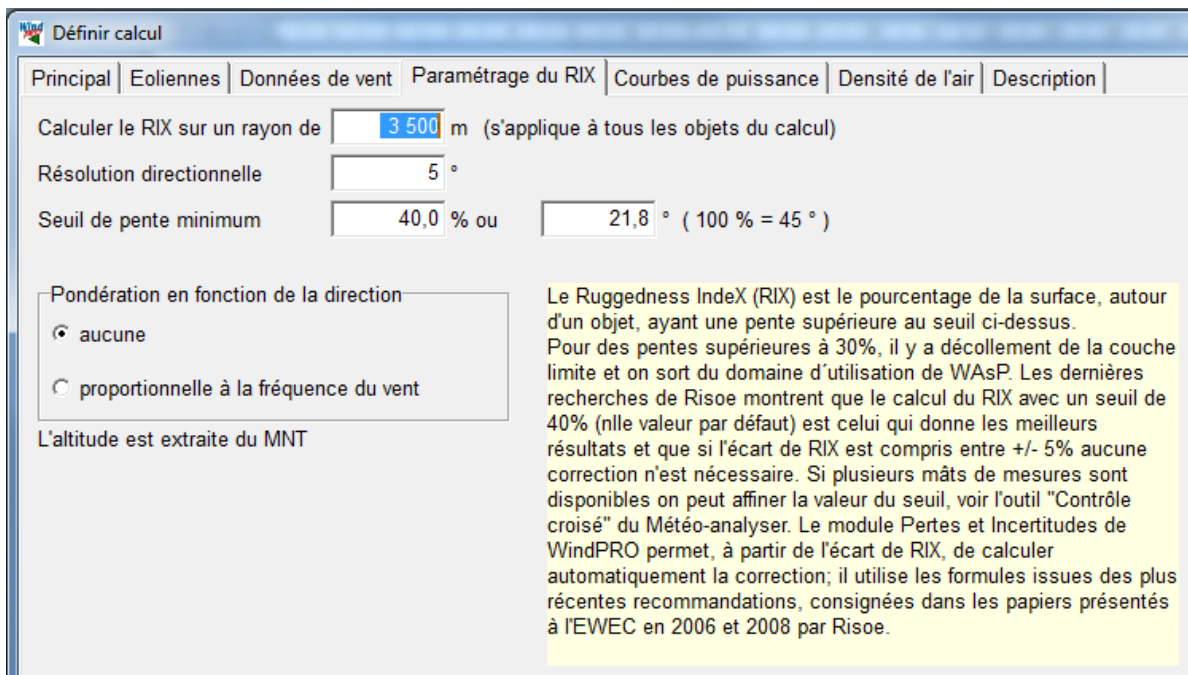 Wind
Définir calcul
Principal Eoliennes Données de vent Paramétrage du RIX Courbes de puissance Densité de l'air Description
Calculer le RIX sur un rayon de 3 500 m (s'applique à tous les objets du calcul)
Résolution directionnelle 5 °
Seuil de pente minimum 40,0 % ou 21,8 ° ( 100 % = 45 ° )
Pondération en fonction de la direction
aucune
proportionnelle à la fréquence du vent
L'altitude est extraite du MNT
Le Ruggedness IndeX (RIX) est le pourcentage de la surface, autour
d'un objet, ayant une pente supérieure au seuil ci-dessus.
Pour des pentes supérieures à 30%, il y a décollement de la couche
limite et on sort du domaine d´utilisation de WAsP. Les dernières
recherches de Risoe montrent que le calcul du RIX avec un seuil de
40% (nlle valeur par défaut) est celui qui donne les meilleurs
résultats et que si l'écart de RIX est compris entre +/- 5% aucune
correction n'est nécessaire. Si plusieurs mâts de mesures sont
disponibles on peut affiner la valeur du seuil, voir l'outil "Contrôle
croisé" du Météo-analyser. Le module Pertes et Incertitudes de
WindPRO permet, à partir de l'écart de RIX, de calculer
automatiquement la correction; il utilise les formules issues des plus
récentes recommandations, consignées dans les papiers présentés
à l'EWEC en 2006 et 2008 par Risoe.